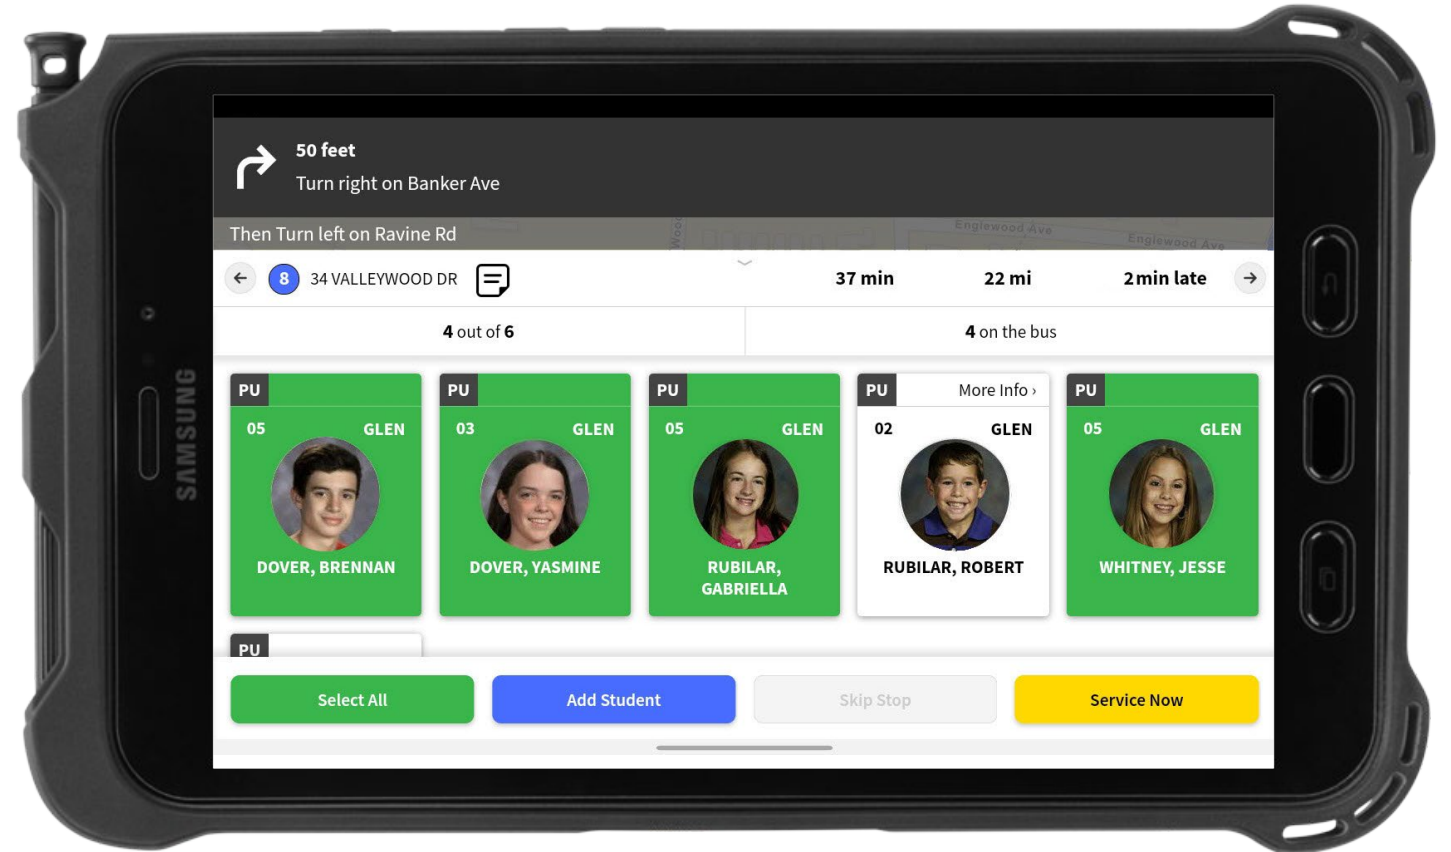 50 feet
Turn right on Banker Ave
Then Turn left on Ravine Rd
Englewood Ave
Englewood Ave
Wood
8 34 VALLEYWOOD DR 37 min 22 mi 2 min late
4 out of 6 4 on the bus
PU PU PU PU More Info › PU
05 GLEN 03 GLEN 05 GLEN 02 GLEN 05 GLEN
DOVER, BRENNAN DOVER, YASMINE RUBILAR, RUBILAR, ROBERT WHITNEY, JESSE
GABRIELLA
PU
Select All Add Student Skip Stop Service Now
SAMSUNG